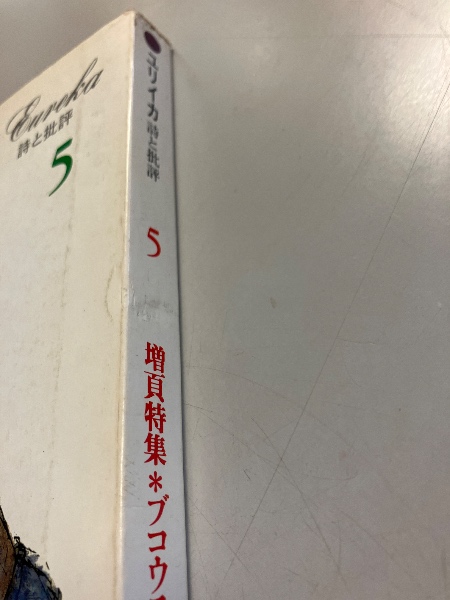 Eureka
詩と批評
5
ユリイカ 詩と批評
5
増頁特集*ブコウス